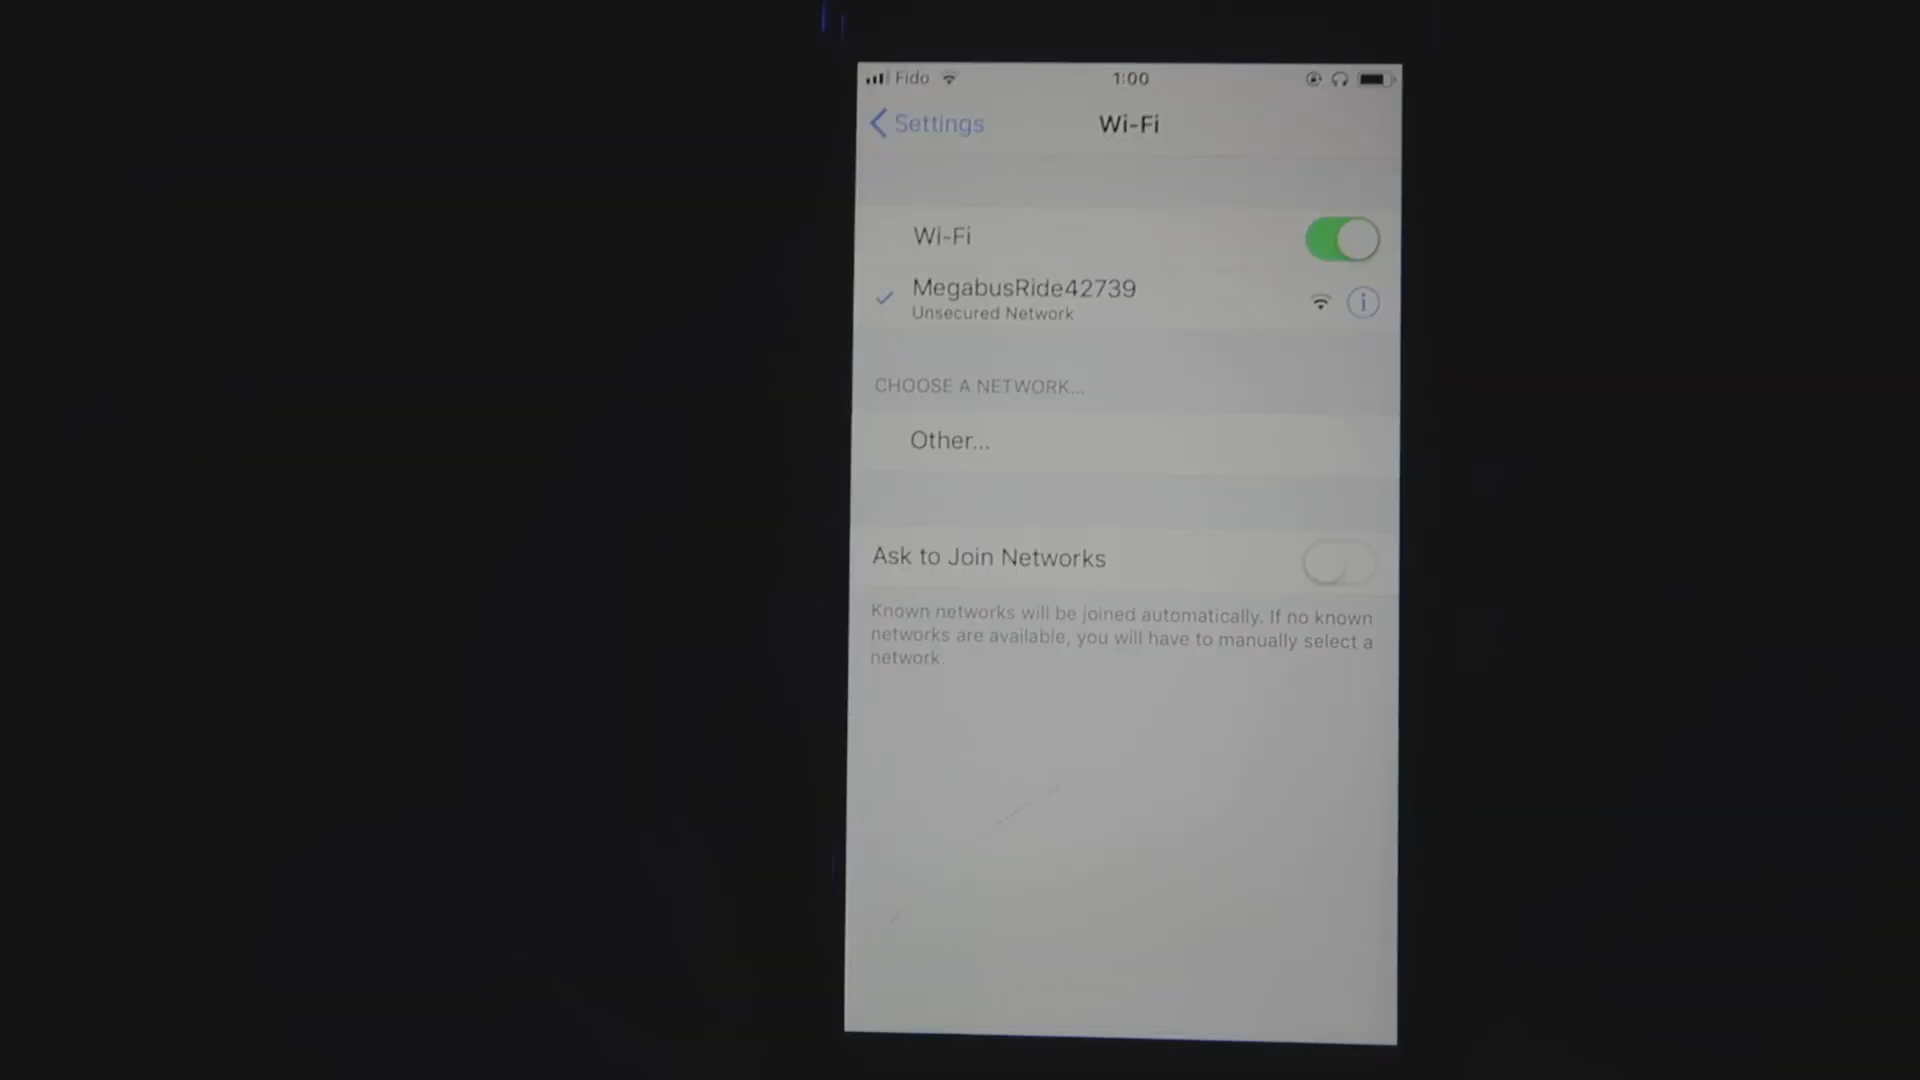 Fido 1:00
Settings Wi-Fi
Wi-Fi
MegabusRide42739
Unsecured Network
CHOOSE A NETWORK...
Other...
Ask to Join Networks
Known networks will be joined automatically. If no known
networks are available, you will have to manually select a
network.